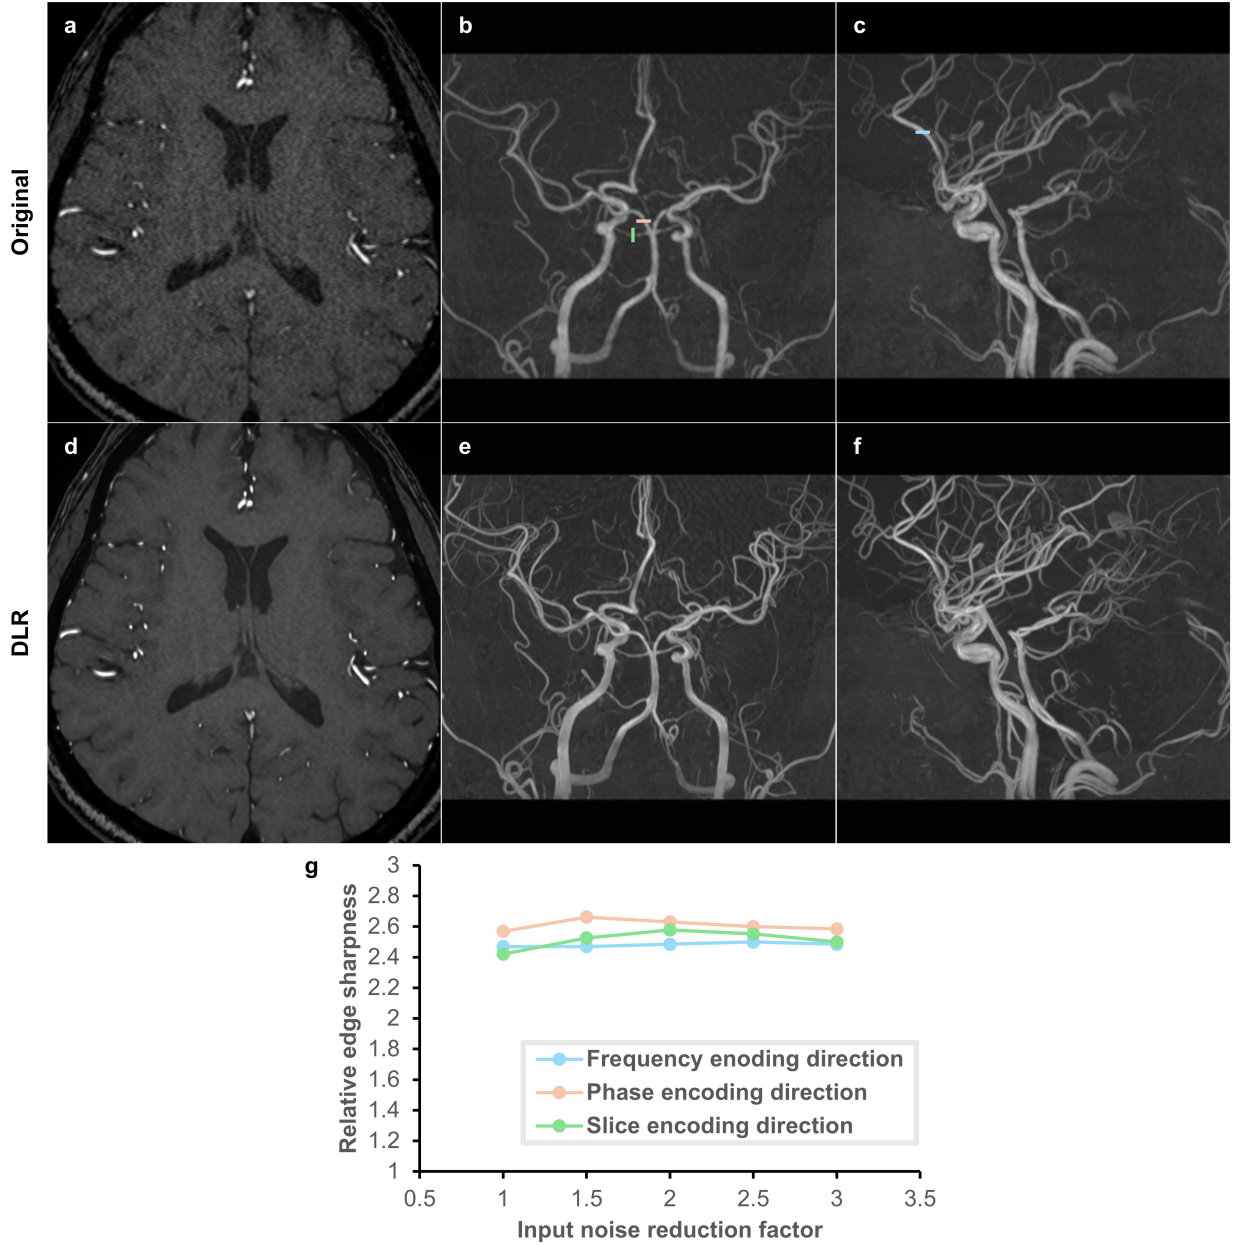 a
b
c
Original
d
e
f
DLR
g
3
2.8
2.6
2.4
2.2
2
1.8
1.6
1.4
1.2
1
Relative edge sharpness
Frequency enoding direction
Phase encoding direction
Slice encoding direction
0.5 1 1.5 2 2.5 3 3.5
Input noise reduction factor